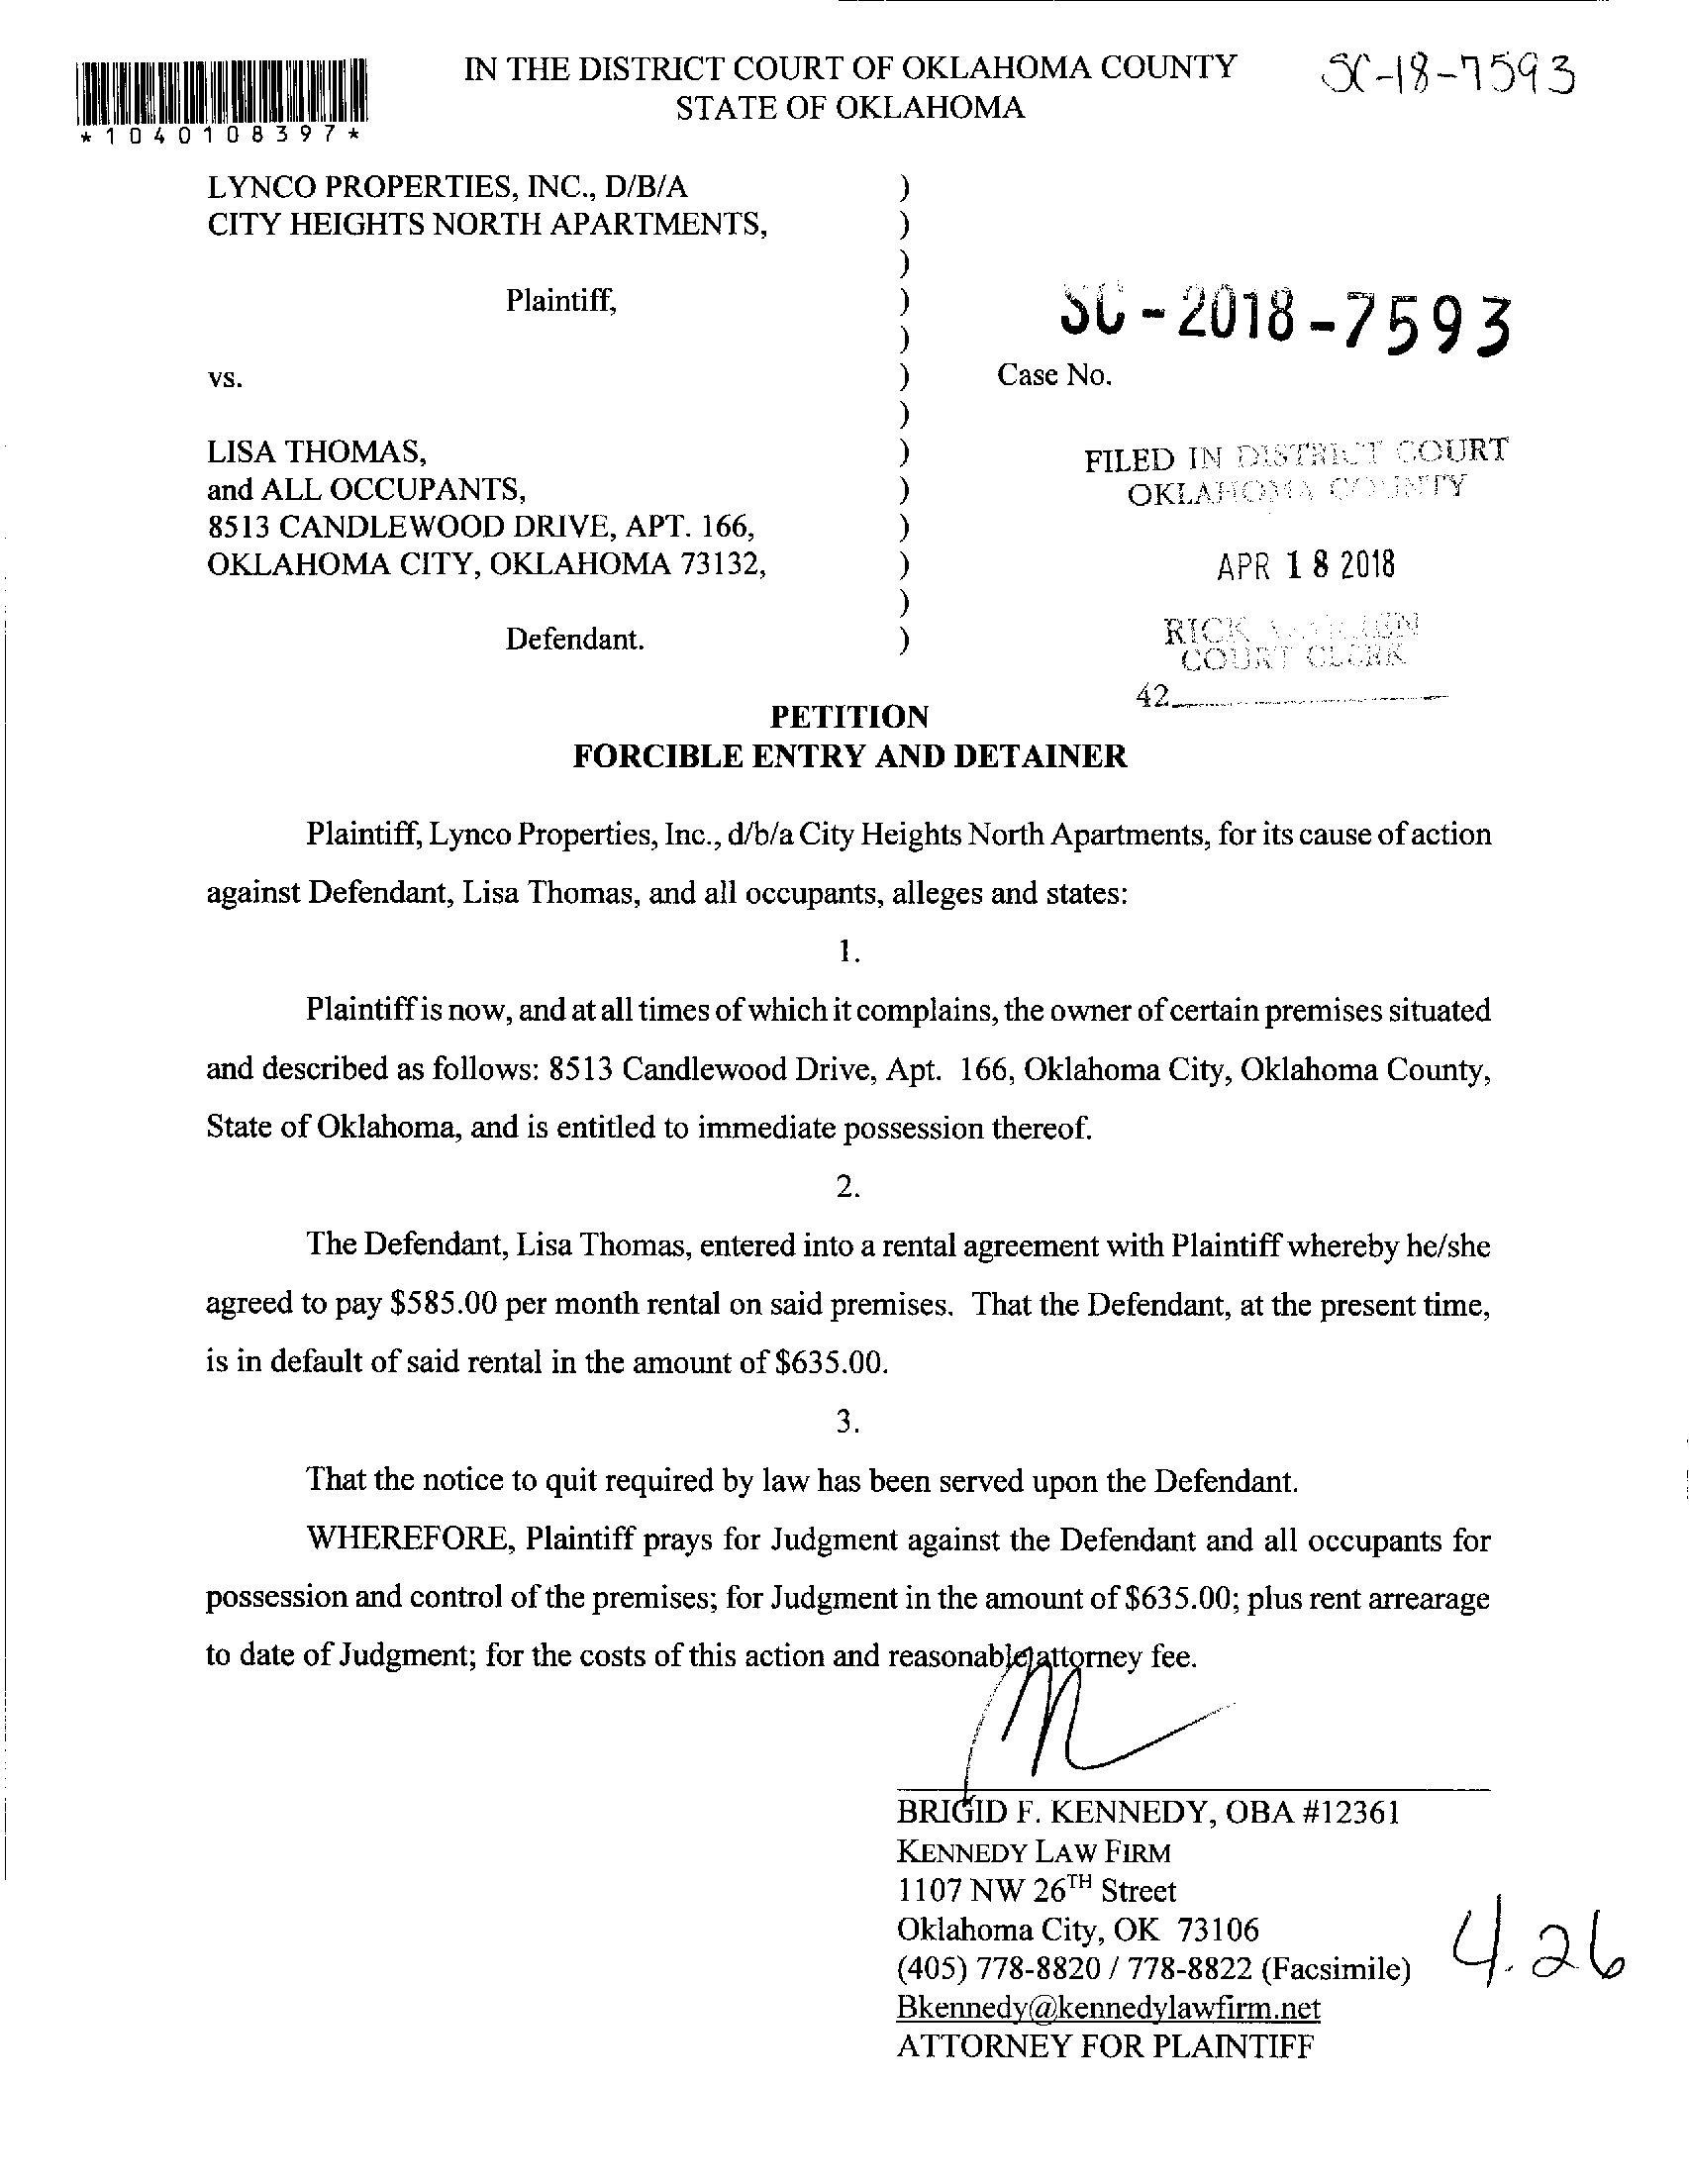 IN THE DISTRICT COURT OF OKLAHOMA COUNTY
STATE OF OKLAHOMA
SC-18-7593
*1040108397*
LYNCO PROPERTIES, INC., D/B/A )
CITY HEIGHTS NORTH APARTMENTS, )
)
Plaintiff, )
)
SC-2018-7593
vs. ) Case No.
)
LISA THOMAS, )
and ALL OCCUPANTS, )
8513 CANDLEWOOD DRIVE, APT. 166, )
OKLAHOMA CITY, OKLAHOMA 73132, )
)
Defendant. )
FILED IN DISTRICT COURT
OKLAHOMA COUNTY
APR 18 2018
RICK
COURT CLERK
42
PETITION
FORCIBLE ENTRY AND DETAINER
Plaintiff, Lynco Properties, Inc., d/b/a City Heights North Apartments, for its cause of action
against Defendant, Lisa Thomas, and all occupants, alleges and states:
1.
Plaintiff is now, and at all times of which it complains, the owner of certain premises situated
and described as follows: 8513 Candlewood Drive, Apt. 166, Oklahoma City, Oklahoma County,
State of Oklahoma, and is entitled to immediate possession thereof.
2.
The Defendant, Lisa Thomas, entered into a rental agreement with Plaintiff whereby he/she
agreed to pay $585.00 per month rental on said premises. That the Defendant, at the present time,
is in default of said rental in the amount of $635.00.
3.
That the notice to quit required by law has been served upon the Defendant.
WHEREFORE, Plaintiff prays for Judgment against the Defendant and all occupants for
possession and control of the premises; for Judgment in the amount of $635.00; plus rent arrearage
to date of Judgment; for the costs of this action and reasonable attorney fee.
BRIGID F. KENNEDY, OBA #12361
KENNEDY LAW FIRM
1107 NW 26TH Street
Oklahoma City, OK 73106
(405) 778-8820 / 778-8822 (Facsimile)
Bkennedy@kennedylawfirm.net
ATTORNEY FOR PLAINTIFF
4.26